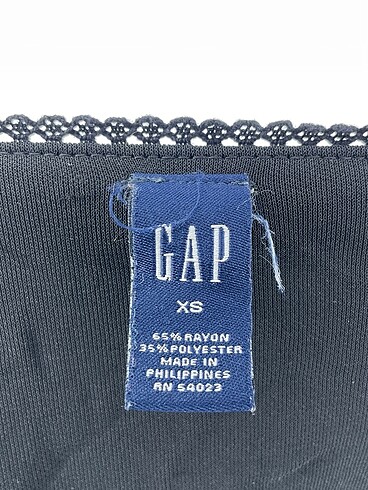 GAP
XS
65% RAYON
35% POLYESTER
MADE IN
PHILIPPINES
RN 54023